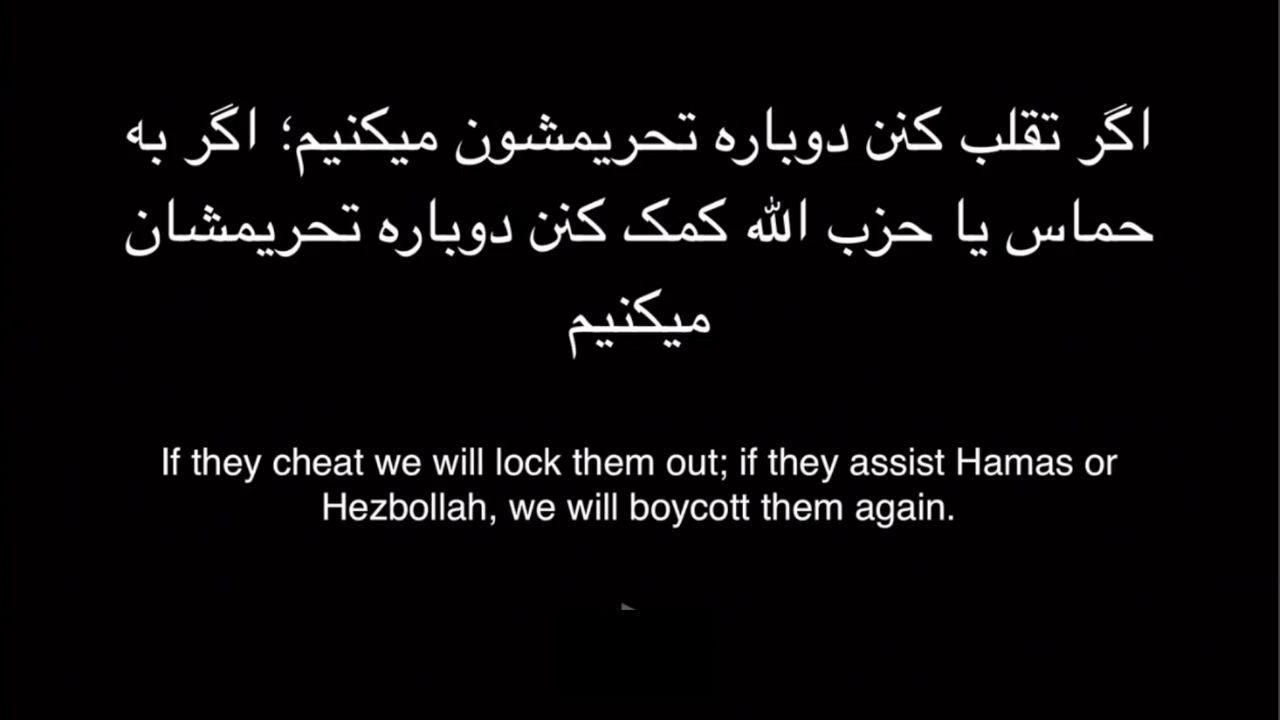 اگر تقلب کنن دوباره تحریمشون میکنیم؛ اگر به
حماس یا حزب الله کمک کنن دوباره تحریمشان
میکنیم
If they cheat we will lock them out; if they assist Hamas or
Hezbollah, we will boycott them again.